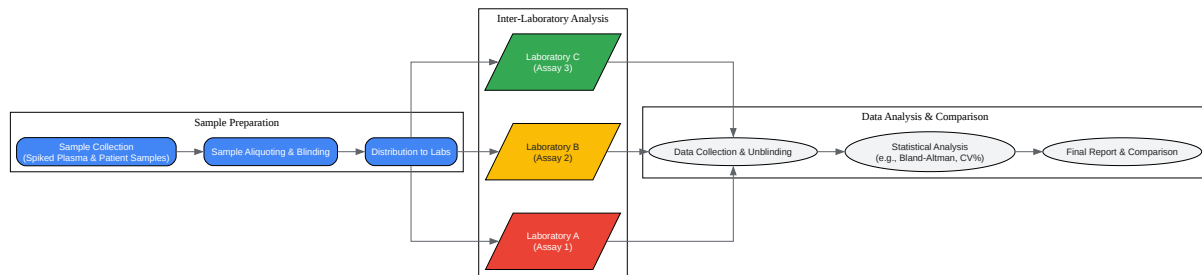 Sample Preparation
Sample Collection
(Spiked Plasma & Patient Samples)
Sample Aliquoting & Blinding
Distribution to Labs
Inter-Laboratory Analysis
Laboratory C
(Assay 3)
Laboratory B
(Assay 2)
Laboratory A
(Assay 1)
Data Analysis & Comparison
Data Collection & Unblinding
Statistical Analysis
(e.g., Bland-Altman, CV%)
Final Report & Comparison